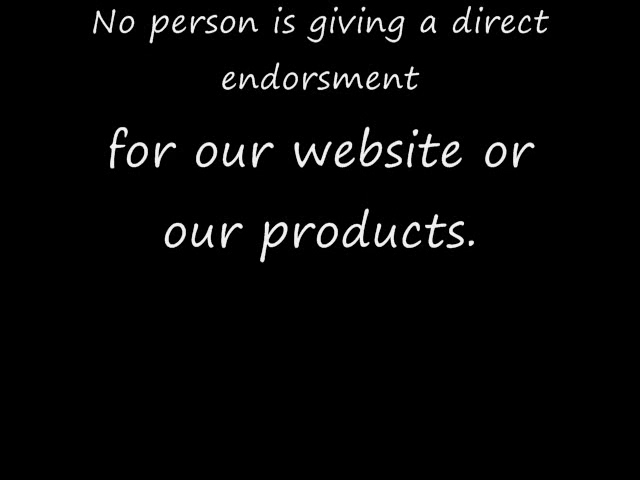 No person is giving a direct
endorsment
for our website or
our products.